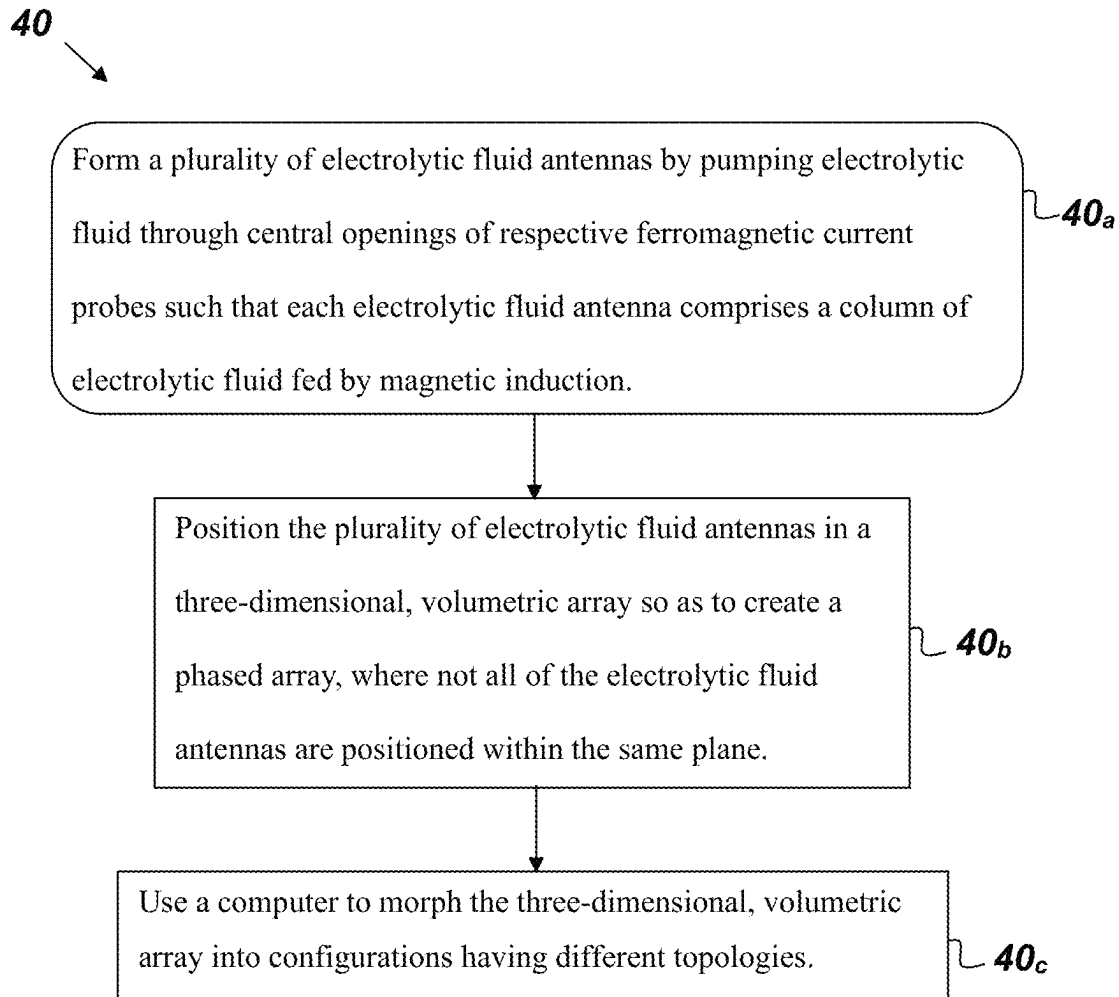 40
Form a plurality of electrolytic fluid antennas by pumping electrolytic
fluid through central openings of respective ferromagnetic current
probes such that each electrolytic fluid antenna comprises a column of
electrolytic fluid fed by magnetic induction.
40a
Position the plurality of electrolytic fluid antennas in a
three-dimensional, volumetric array so as to create a
phased array, where not all of the electrolytic fluid
antennas are positioned within the same plane.
40b
Use a computer to morph the three-dimensional, volumetric
array into configurations having different topologies.
40c